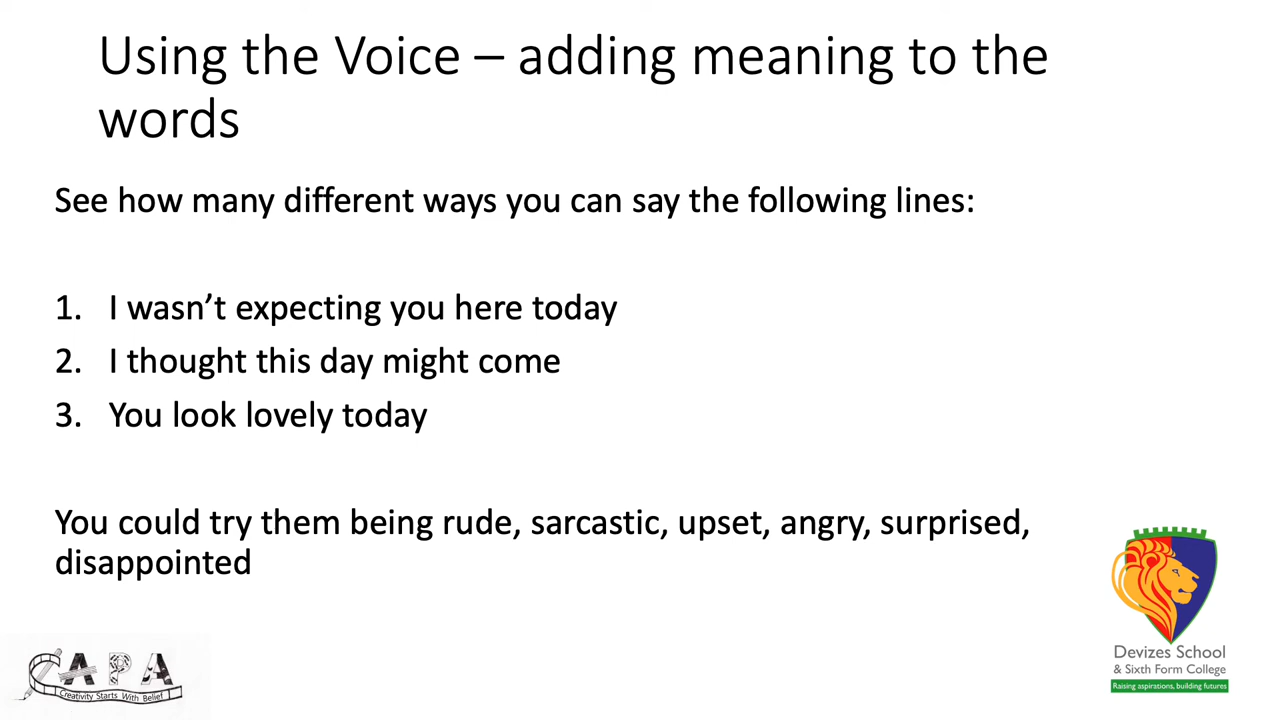 Using the Voice – adding meaning to the
words
See how many different ways you can say the following lines:
1. I wasn’t expecting you here today
2. I thought this day might come
3. You look lovely today
You could try them being rude, sarcastic, upset, angry, surprised,
disappointed
CAPA
Creativity Starts With Belief
Devizes School
& Sixth Form College
Raising aspirations, building futures